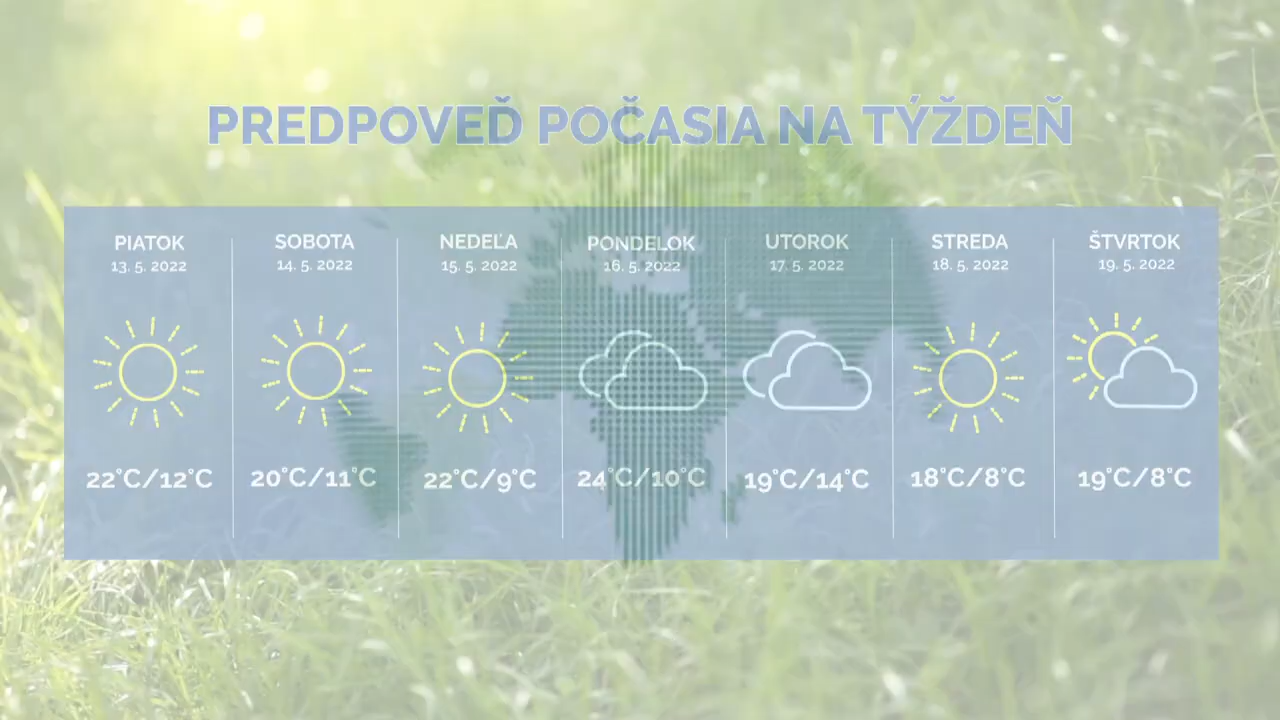 PREDPOVEĎ POČASIA NA TÝŽDEŇ
PIATOK
13. 5. 2022
22°C/12°C
SOBOTA
14. 5. 2022
20°C/11°C
NEDEĽA
15. 5. 2022
22°C/9°C
PONDELOK
16. 5. 2022
24°C/10°C
UTOROK
17. 5. 2022
19°C/14°C
STREDA
18. 5. 2022
18°C/8°C
ŠTVRTOK
19. 5. 2022
19°C/8°C